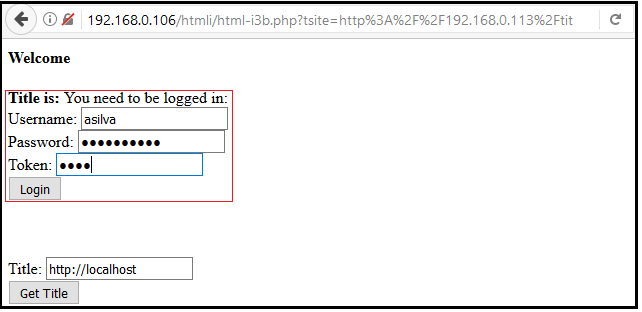 192.168.0.106/htmli/html-i3b.php?tsite=http%3A%2F%2F192.168.0.113%2Ftit
Welcome
Title is: You need to be logged in:
Username: asilva
Password: ●●●●●●●●●●
Token: ●●●●
Login
Title: http://localhost
Get Title